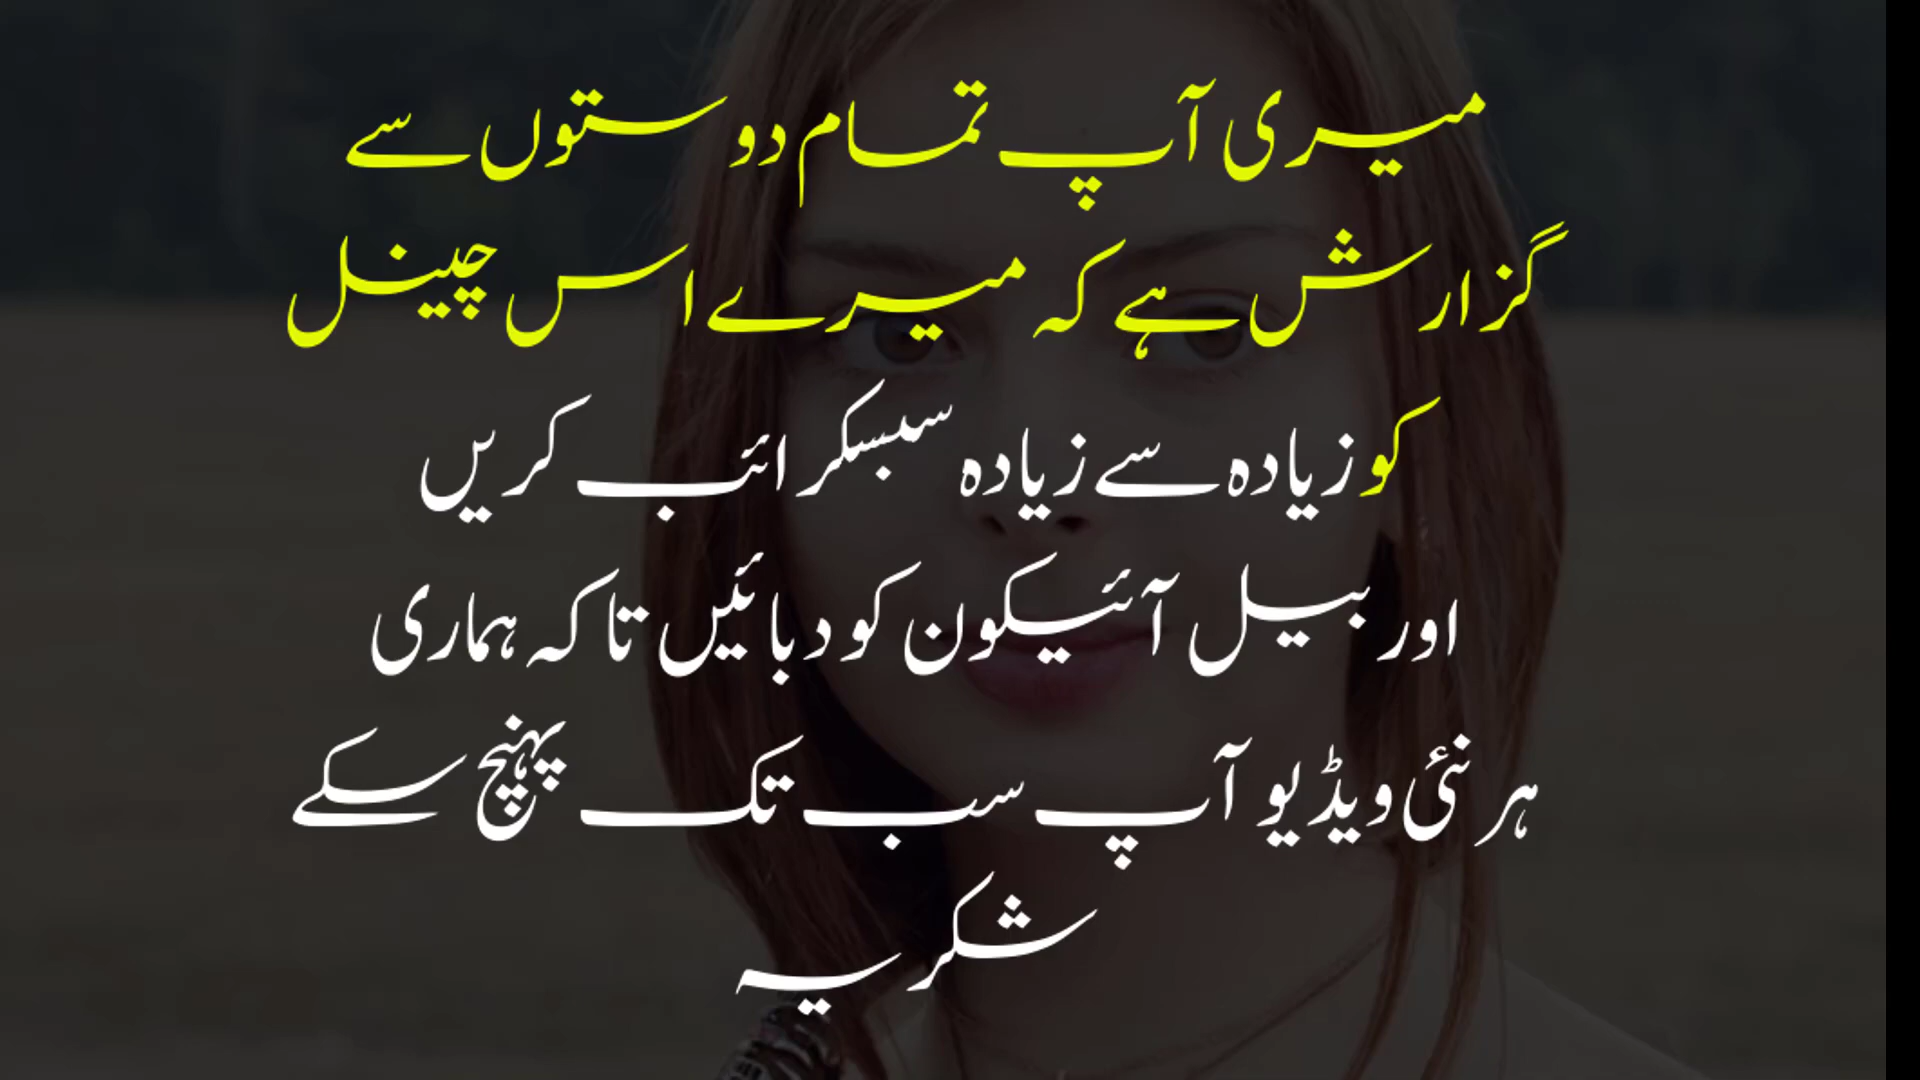 میری آپ تمام دوستوں سے
گزارش ہے کہ میرے اس چینل
کو زیادہ سے زیادہ سبسکرائب کریں
اور بیل آئیکون کو دبائیں تاکہ ہماری
ہر نئی ویڈیو آپ سب تک پہنچ سکے
شکریہ